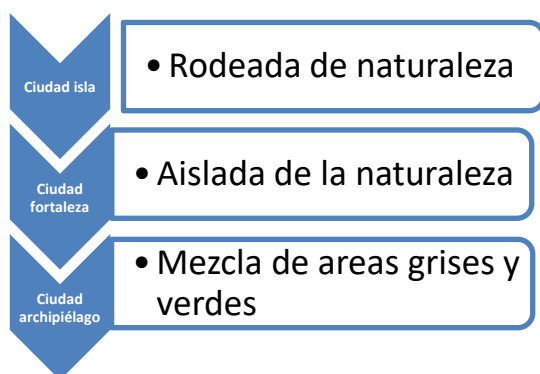 Ciudad isla
• Rodeada de naturaleza
Ciudad
fortaleza
• Aislada de la naturaleza
Ciudad
archipiélago
• Mezcla de areas grises y
verdes